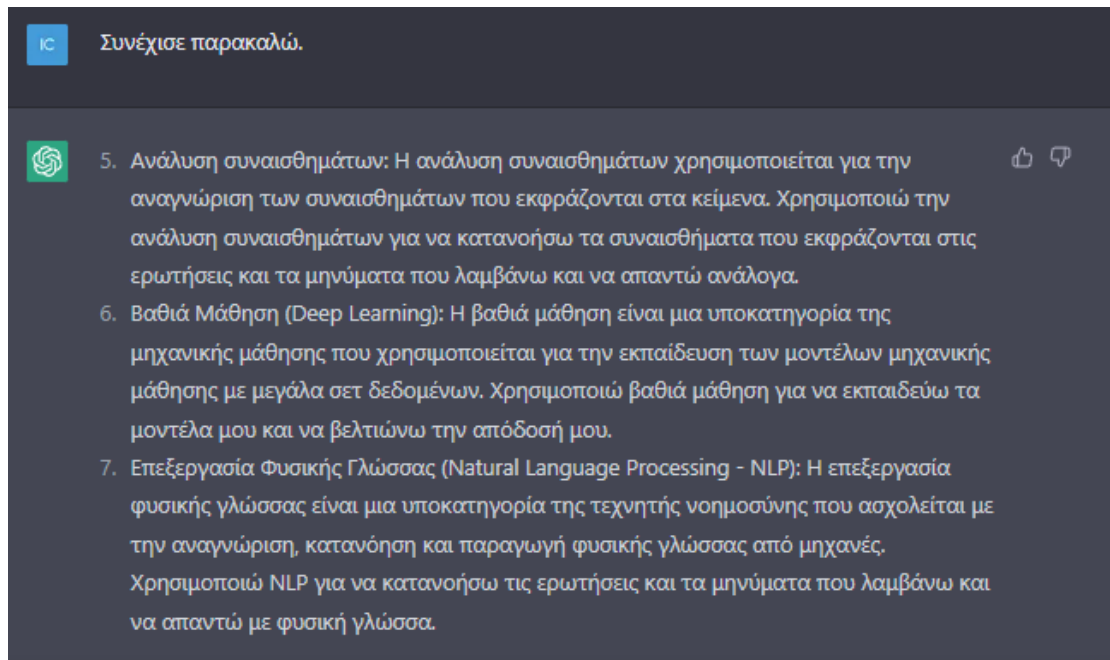 IC
Συνέχισε παρακαλώ.
5. Ανάλυση συναισθημάτων: Η ανάλυση συναισθημάτων χρησιμοποιείται για την
αναγνώριση των συναισθημάτων που εκφράζονται στα κείμενα. Χρησιμοποιώ την
ανάλυση συναισθημάτων για να κατανοήσω τα συναισθήματα που εκφράζονται στις
ερωτήσεις και τα μηνύματα που λαμβάνω και να απαντώ ανάλογα.
6. Βαθιά Μάθηση (Deep Learning): Η βαθιά μάθηση είναι μια υποκατηγορία της
μηχανικής μάθησης που χρησιμοποιείται για την εκπαίδευση των μοντέλων μηχανικής
μάθησης με μεγάλα σετ δεδομένων. Χρησιμοποιώ βαθιά μάθηση για να εκπαιδεύω τα
μοντέλα μου και να βελτιώνω την απόδοσή μου.
7. Επεξεργασία Φυσικής Γλώσσας (Natural Language Processing - NLP): Η επεξεργασία
φυσικής γλώσσας είναι μια υποκατηγορία της τεχνητής νοημοσύνης που ασχολείται με
την αναγνώριση, κατανόηση και παραγωγή φυσικής γλώσσας από μηχανές.
Χρησιμοποιώ NLP για να κατανοήσω τις ερωτήσεις και τα μηνύματα που λαμβάνω και
να απαντώ με φυσική γλώσσα.